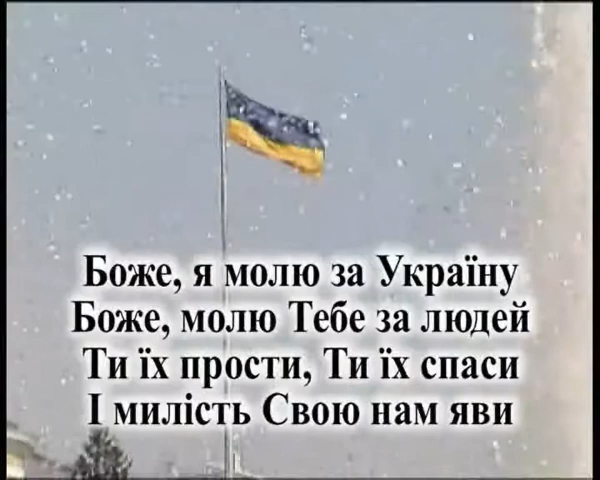 Боже, я молю за Україну
Боже, молю Тебе за людей
Ти їх прости, Ти їх спаси
І милість Свою нам яви